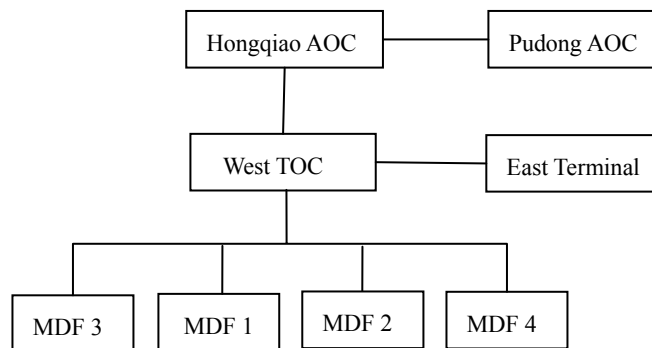 Hongqiao AOC
Pudong AOC
West TOC
East Terminal
MDF 3
MDF 1
MDF 2
MDF 4